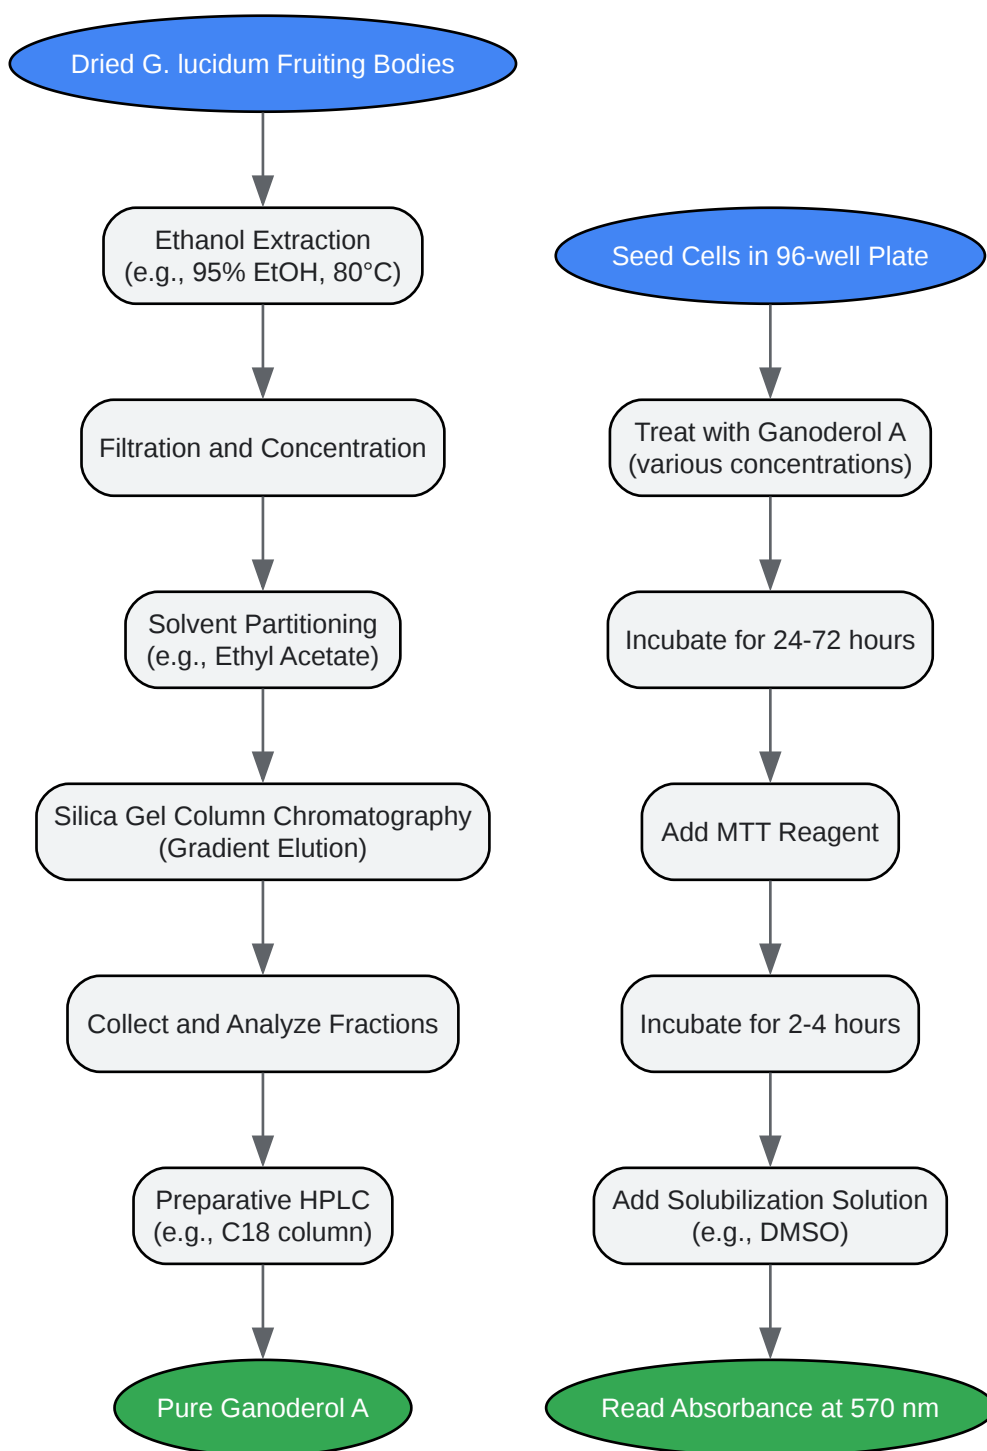 Dried G. lucidum Fruiting Bodies
Ethanol Extraction
(e.g., 95% EtOH, 80°C)
Filtration and Concentration
Solvent Partitioning
(e.g., Ethyl Acetate)
Silica Gel Column Chromatography
(Gradient Elution)
Collect and Analyze Fractions
Preparative HPLC
(e.g., C18 column)
Pure Ganoderol A
Seed Cells in 96-well Plate
Treat with Ganoderol A
(various concentrations)
Incubate for 24-72 hours
Add MTT Reagent
Incubate for 2-4 hours
Add Solubilization Solution
(e.g., DMSO)
Read Absorbance at 570 nm